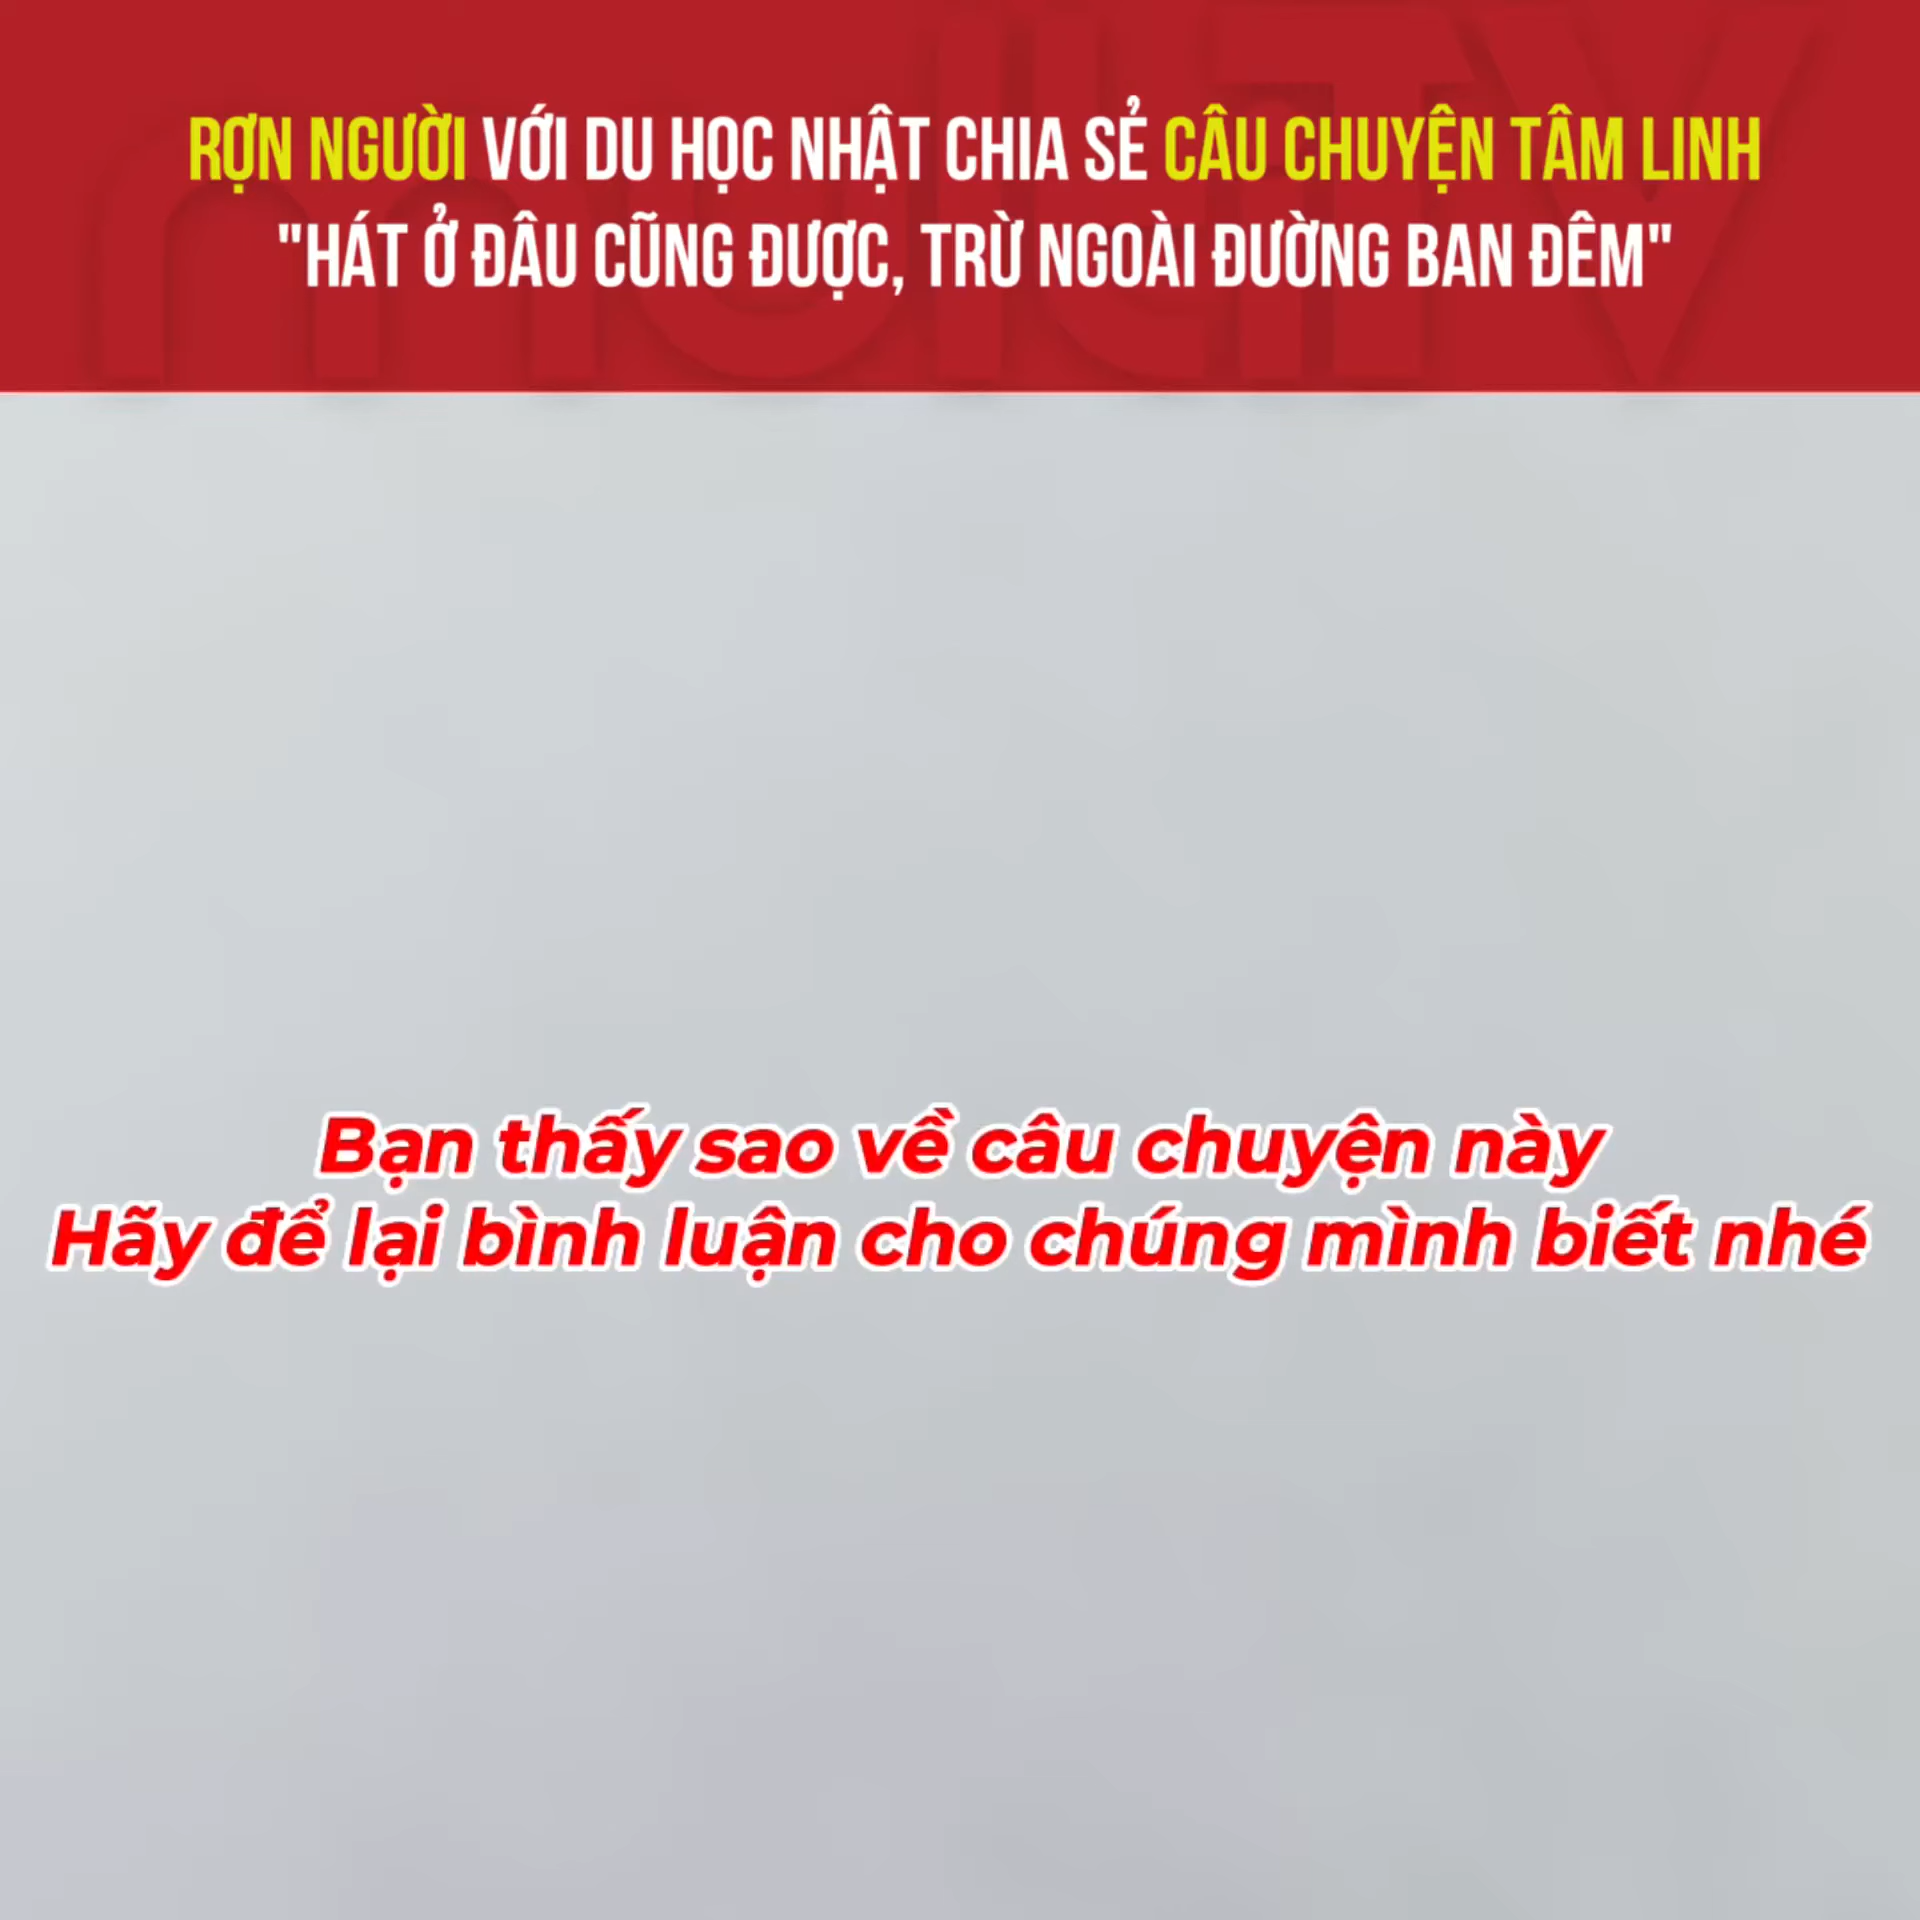 RỢN NGƯỜI VỚI DU HỌC NHẬT CHIA SẺ CÂU CHUYỆN TÂM LINH
"HÁT Ở ĐÂU CŨNG ĐƯỢC, TRỪ NGOÀI ĐƯỜNG BAN ĐÊM"
multiTV
Bạn thấy sao về câu chuyện này
Hãy để lại bình luận cho chúng mình biết nhé